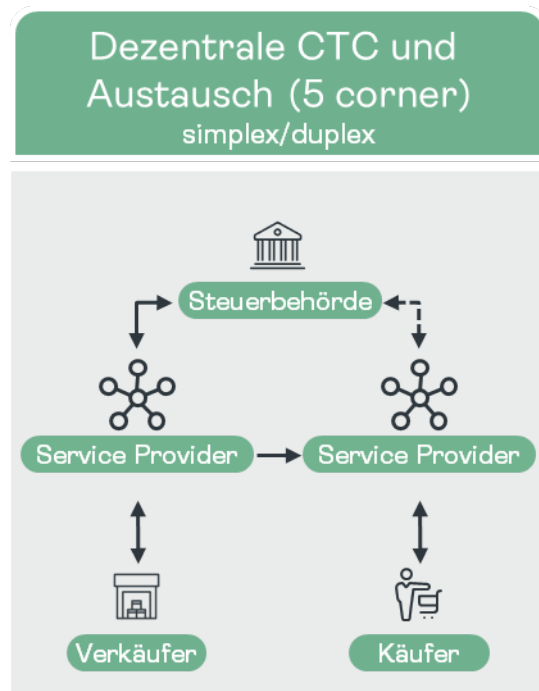 Dezentrale CTC und
Austausch (5 corner)
simplex/duplex
Steuerbehörde
Service Provider
Service Provider
Verkäufer
Käufer